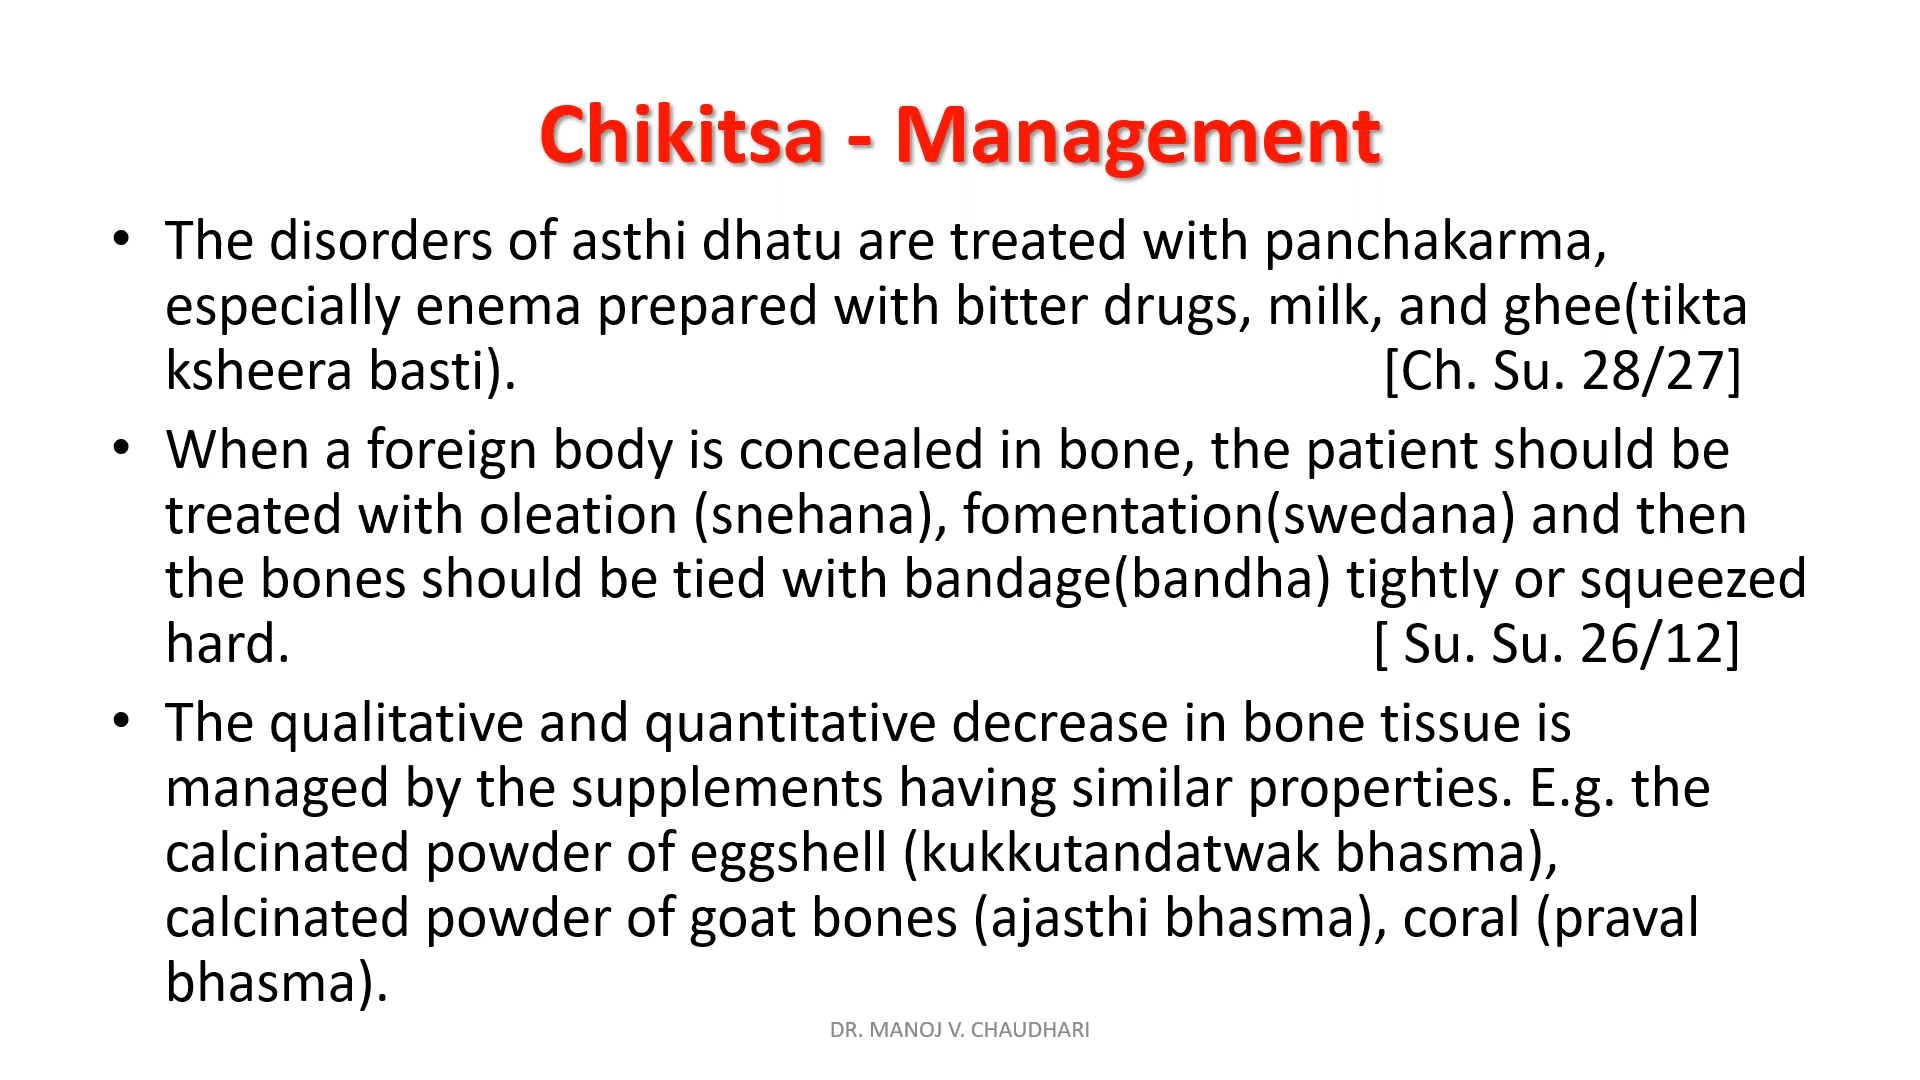 Chikitsa - Management
• The disorders of asthi dhatu are treated with panchakarma,
especially enema prepared with bitter drugs, milk, and ghee(tikta
ksheera basti). [Ch. Su. 28/27]
• When a foreign body is concealed in bone, the patient should be
treated with oleation (snehana), fomentation(swedana) and then
the bones should be tied with bandage(bandha) tightly or squeezed
hard. [ Su. Su. 26/12]
• The qualitative and quantitative decrease in bone tissue is
managed by the supplements having similar properties. E.g. the
calcinated powder of eggshell (kukkutandatwak bhasma),
calcinated powder of goat bones (ajasthi bhasma), coral (praval
bhasma).
DR. MANOJ V. CHAUDHARI